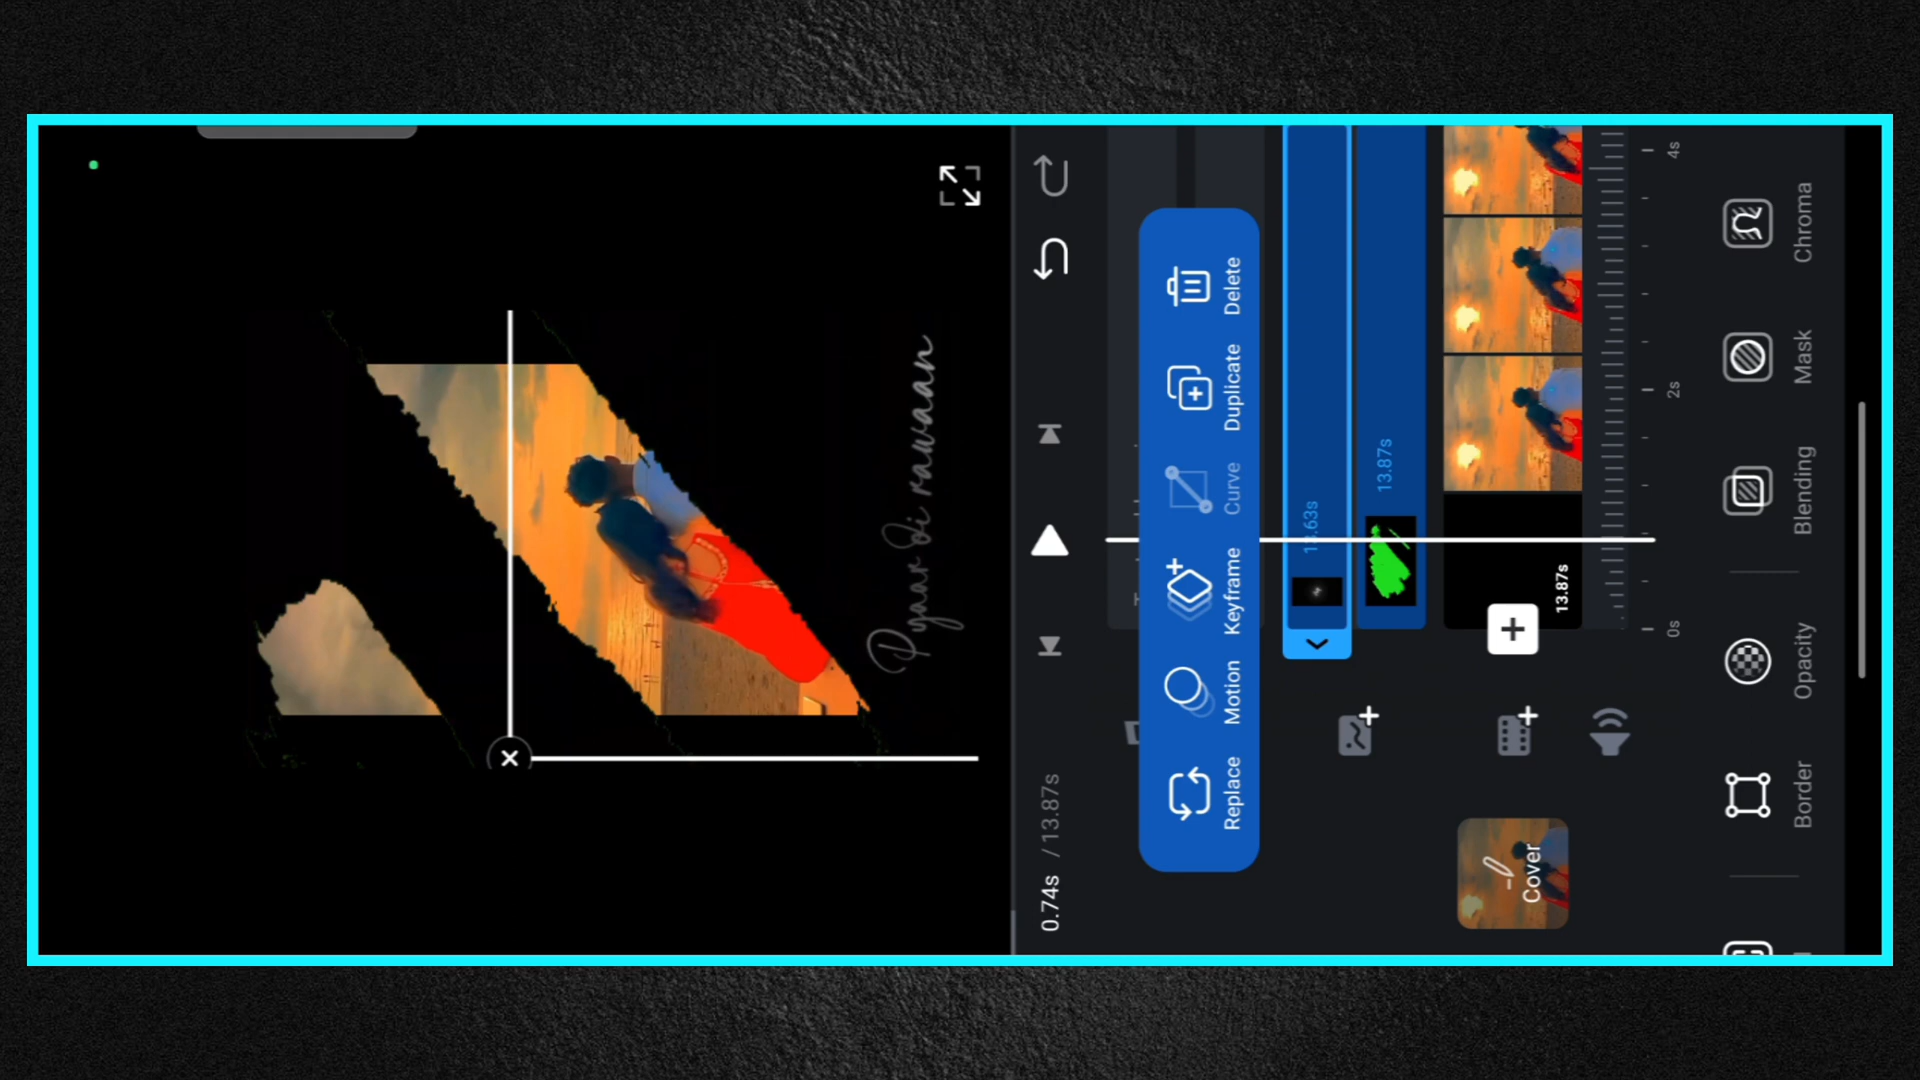 Pyaar di rawaan
0.74s / 13.87s
Replace
Motion
Keyframe
Curve
Duplicate
Delete
13.87s
Cover
13.87s
0s
2s
4s
Border
Opacity
Blending
Mask
Chroma